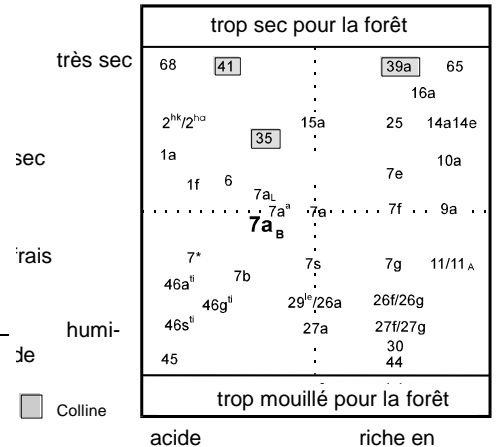 trop sec pour la forêt
très sec
68 41 39a 65
16a
2hk/2ha 15a 25 14a14e
35
sec
1a 10a
1f 6 7e
7aL
7aa 7a 7f 9a
7aB
frais
7* 7s 7g 11/11A
46ati 7b
46gti 29le/26a 26f/26g
humi-
46sti 27a 27f/27g
de
30
45 44
trop mouillé pour la forêt
Colline
acide riche en